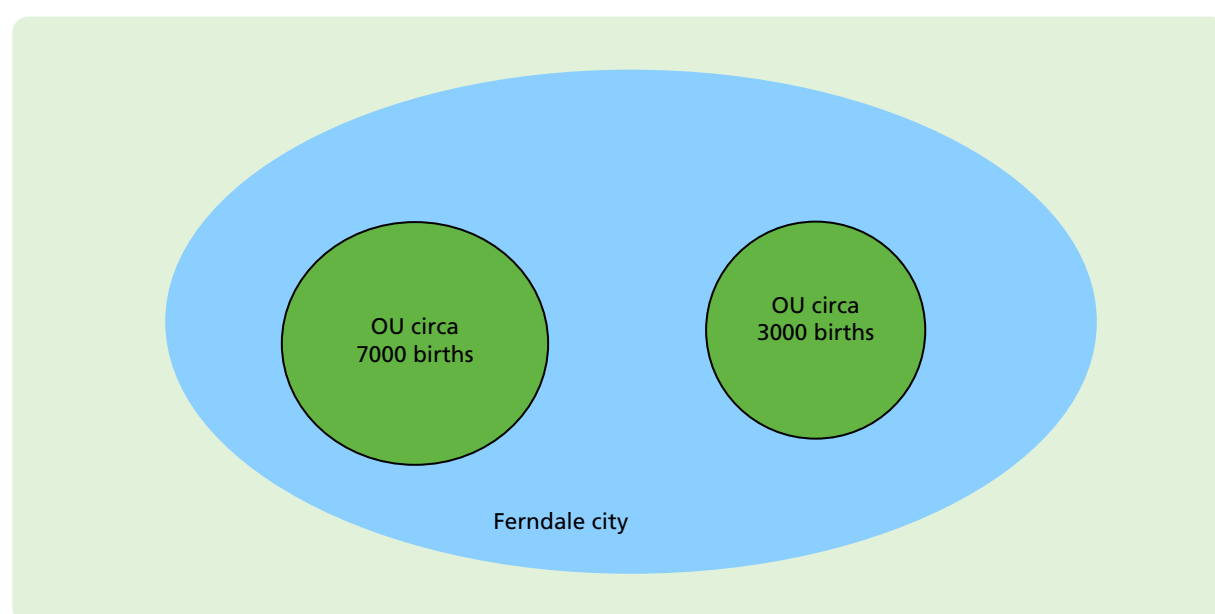 OU circa
7000 births
OU circa
3000 births
Ferndale city